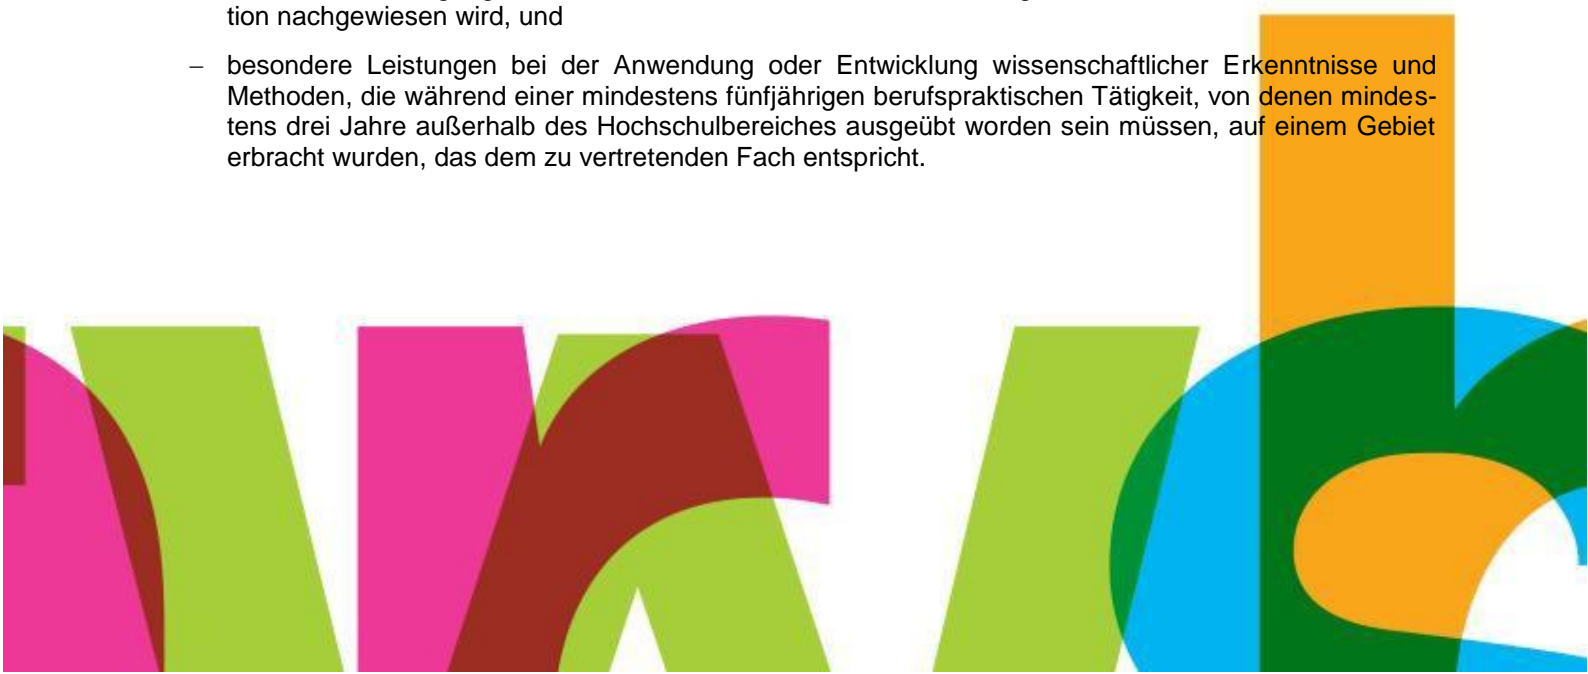 tion nachgewiesen wird, und
– besondere Leistungen bei der Anwendung oder Entwicklung wissenschaftlicher Erkenntnisse und
Methoden, die während einer mindestens fünfjährigen berufspraktischen Tätigkeit, von denen mindes-
tens drei Jahre außerhalb des Hochschulbereiches ausgeübt worden sein müssen, auf einem Gebiet
erbracht wurden, das dem zu vertretenden Fach entspricht.